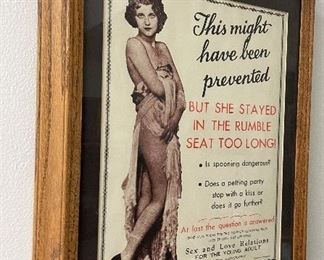 This might
have been
prevented
BUT SHE STAYED
IN THE RUMBLE
SEAT TOO LONG!
• Is spooning dangerous?
• Does a petting party
stop with a kiss or
does it go further?
At last the question is answered
Sex and Love Relations
FOR THE YOUNG ADULT